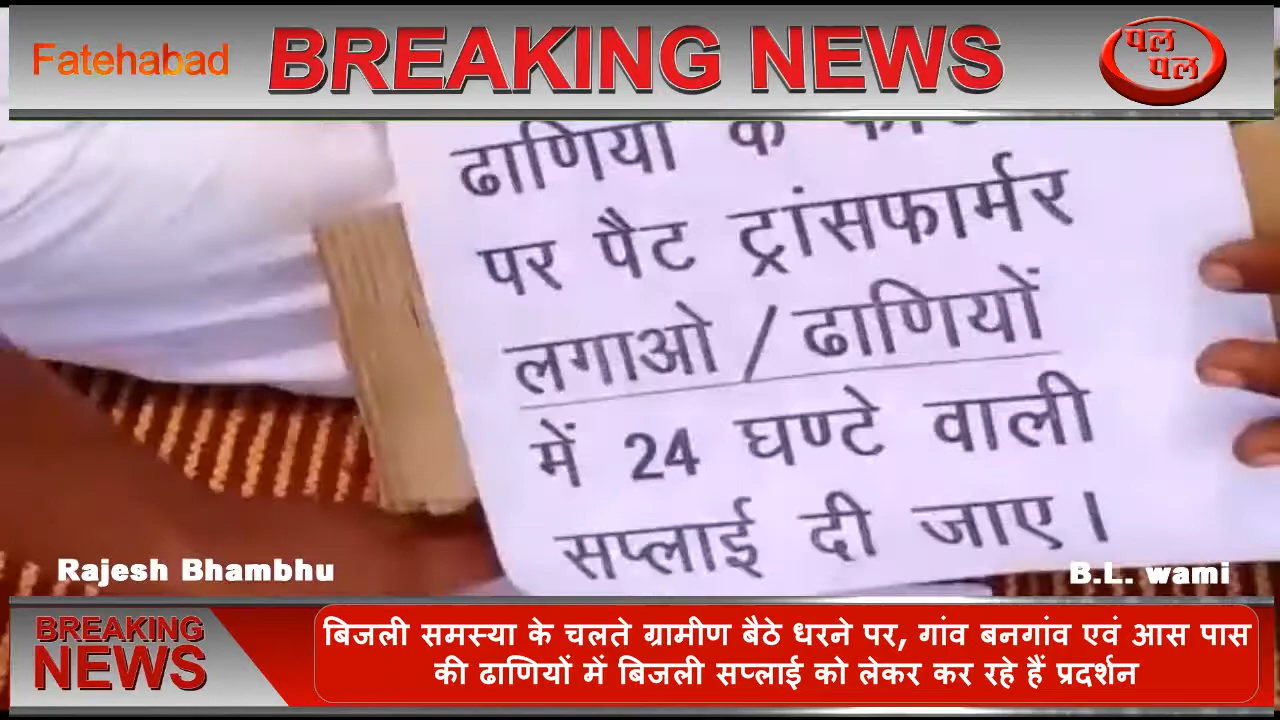 Fatehabad
BREAKING NEWS
पल
पल
पर पैट ट्रांसफार्मर
लगाओ / ढाणियों
में 24 घण्टे वाली
सप्लाई दी जाए।
Rajesh Bhambhu
B.L. wami
BREAKING
NEWS
बिजली समस्या के चलते ग्रामीण बैठे धरने पर, गांव बनगांव एवं आस पास
की ढाणियों में बिजली सप्लाई को लेकर कर रहे हैं प्रदर्शन